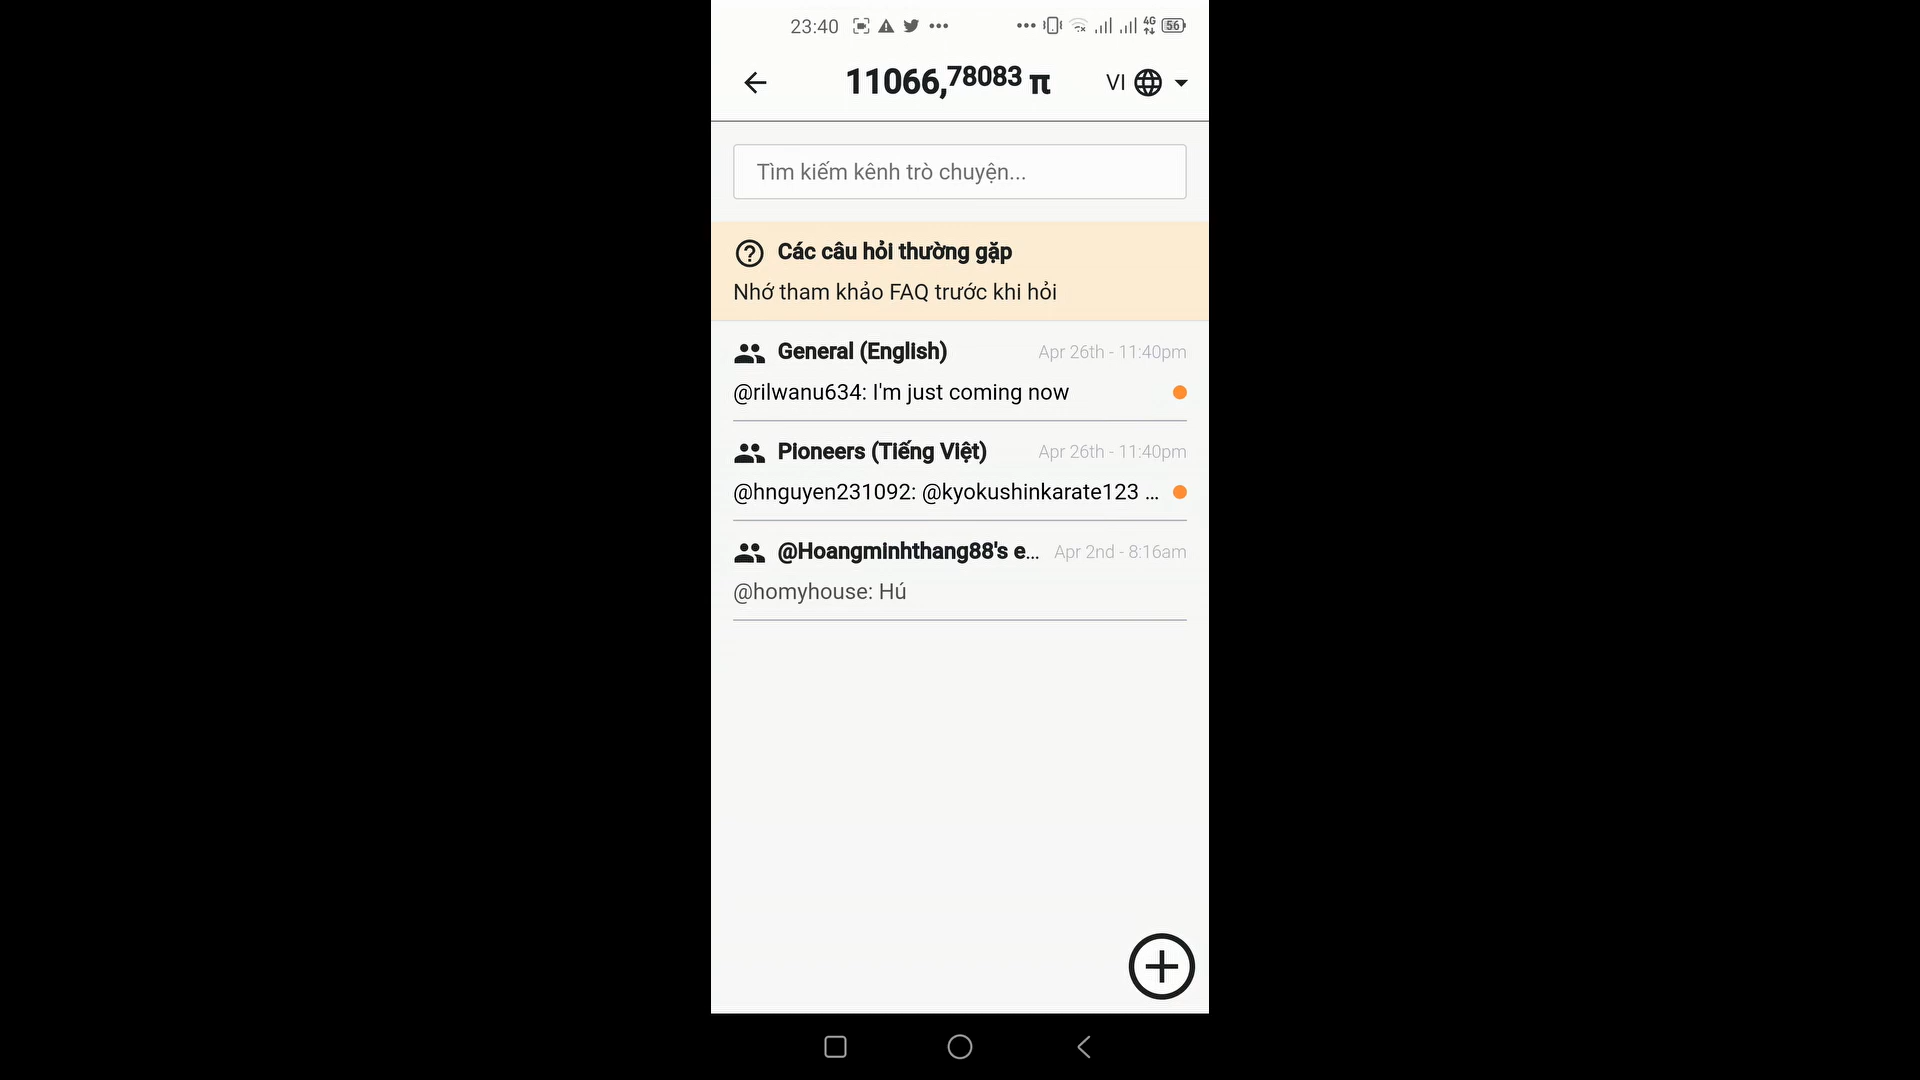 23:40
4G
56
11066,78083 π
VI
Tìm kiếm kênh trò chuyện...
Các câu hỏi thường gặp
Nhớ tham khảo FAQ trước khi hỏi
General (English)
Apr 26th - 11:40pm
@rilwanu634: I'm just coming now
Pioneers (Tiếng Việt)
Apr 26th - 11:40pm
@hnguyen231092: @kyokushinkarate123 ...
@Hoangminhthang88's e...
Apr 2nd - 8:16am
@homyhouse: Hú